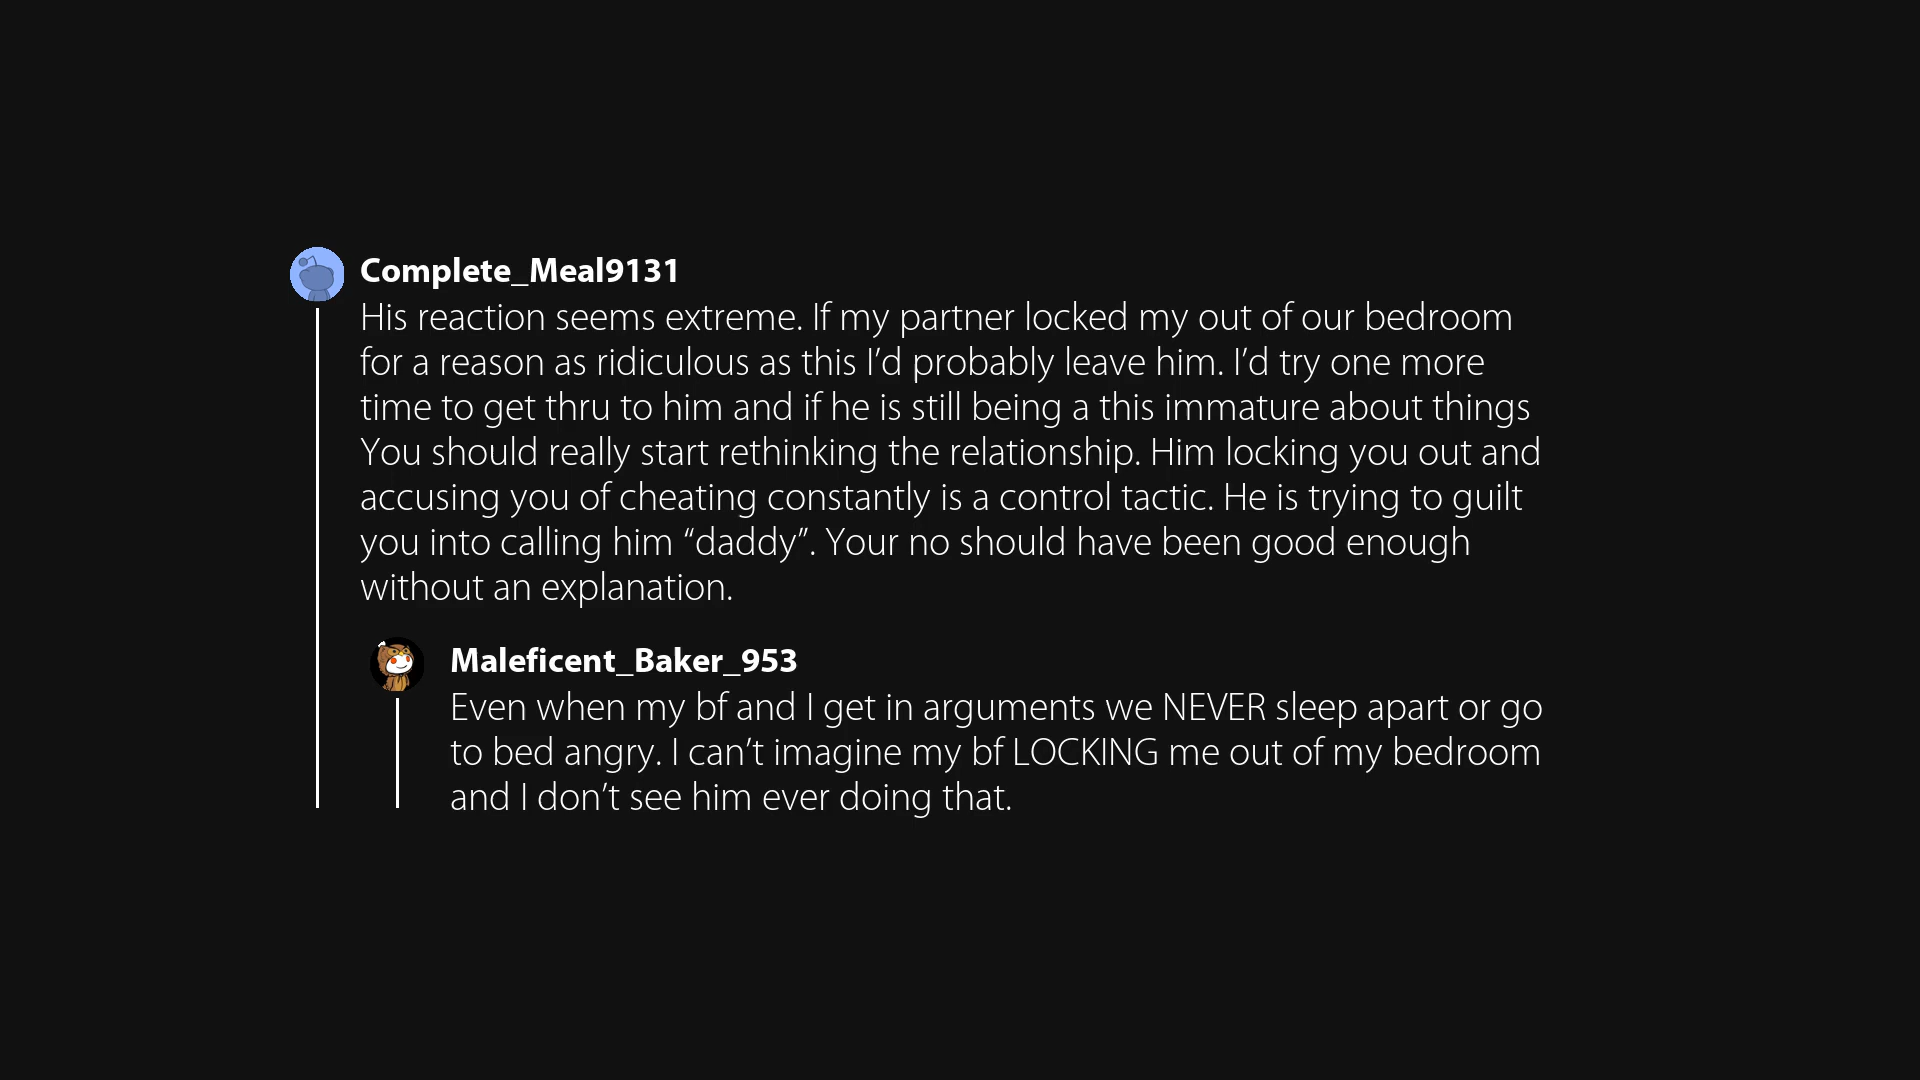 Complete_Meal9131
His reaction seems extreme. If my partner locked my out of our bedroom
for a reason as ridiculous as this I’d probably leave him. I’d try one more
time to get thru to him and if he is still being a this immature about things
You should really start rethinking the relationship. Him locking you out and
accusing you of cheating constantly is a control tactic. He is trying to guilt
you into calling him “daddy”. Your no should have been good enough
without an explanation.
Maleficent_Baker_953
Even when my bf and I get in arguments we NEVER sleep apart or go
to bed angry. I can’t imagine my bf LOCKING me out of my bedroom
and I don’t see him ever doing that.